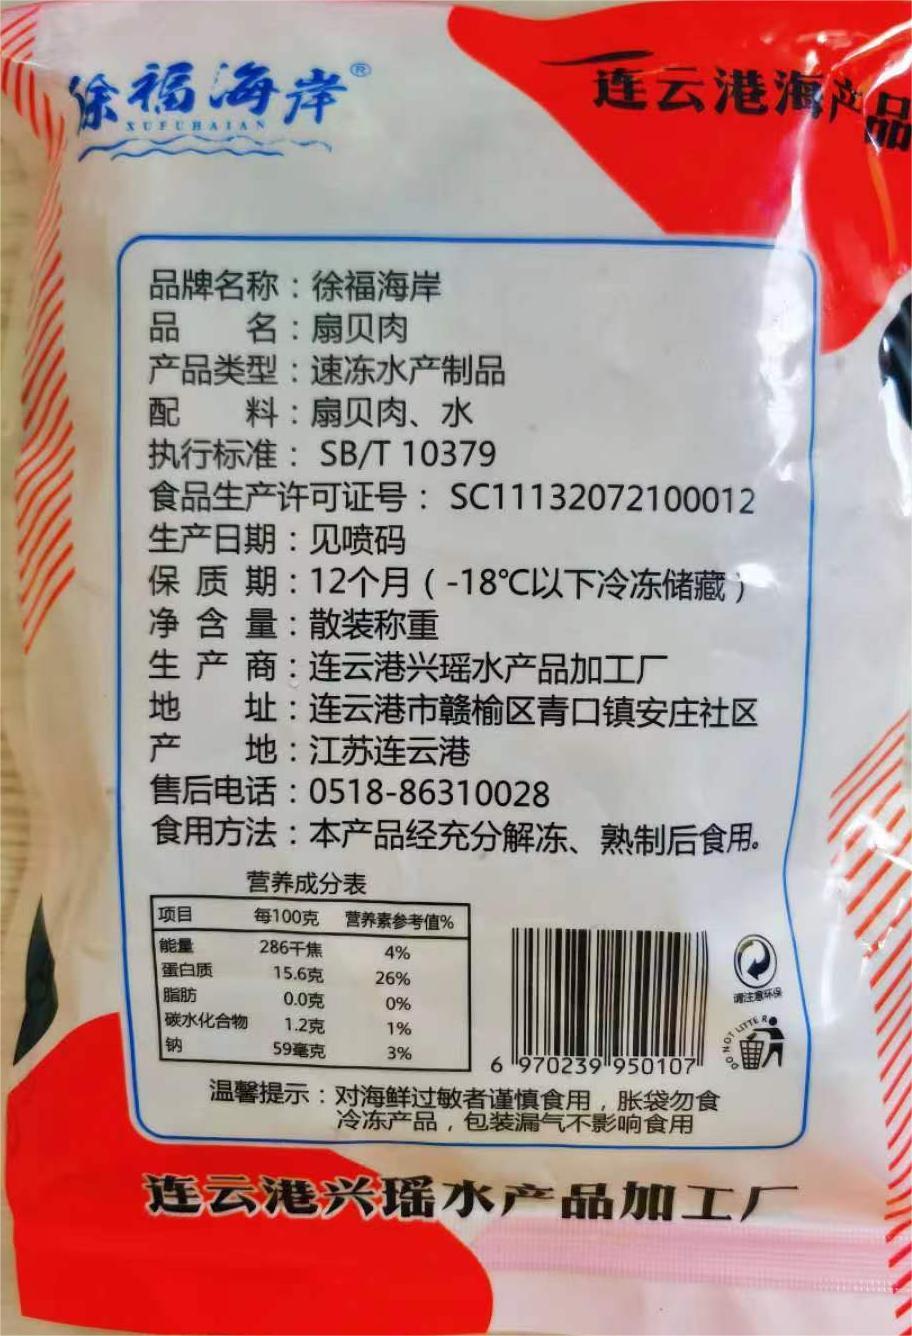 徐福海岸®
XUFUHAIAN
连云港海产品
品牌名称：徐福海岸
品 名：扇贝肉
产品类型：速冻水产制品
配 料：扇贝肉、水
执行标准： SB/T 10379
食品生产许可证号： SC11132072100012
生产日期：见喷码
保 质 期：12个月（-18℃以下冷冻储藏）
净 含 量：散装称重
生 产 商：连云港兴瑶水产品加工厂
地 址：连云港市赣榆区青口镇安庄社区
产 地：江苏连云港
售后电话：0518-86310028
食用方法：本产品经充分解冻、熟制后食用。
营养成分表
项目 每100克 营养素参考值%
能量 286千焦 4%
蛋白质 15.6克 26%
脂肪 0.0克 0%
碳水化合物 1.2克 1%
钠 59毫克 3%
6 970239 950107
请注意环保
DO NOT LITTER
温馨提示：对海鲜过敏者谨慎食用，胀袋勿食
冷冻产品，包装漏气不影响食用
连云港兴瑶水产品加工厂